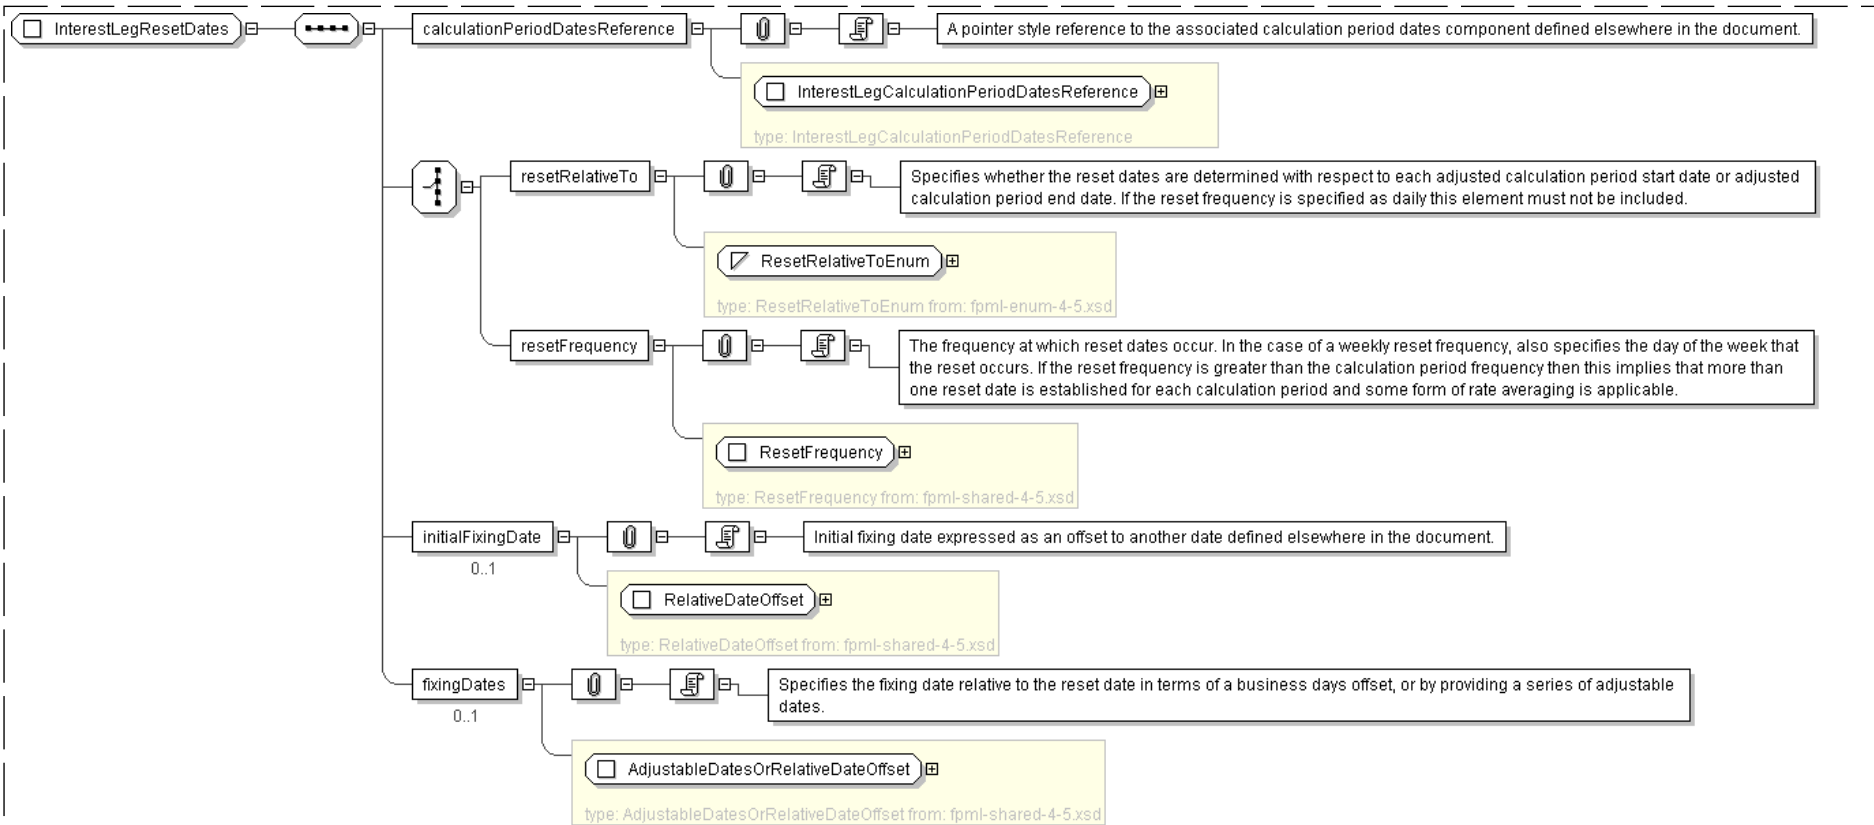 InterestLegResetDates
calculationPeriodDatesReference
A pointer style reference to the associated calculation period dates component defined elsewhere in the document.
InterestLegCalculationPeriodDatesReference
type: InterestLegCalculationPeriodDatesReference
resetRelativeTo
Specifies whether the reset dates are determined with respect to each adjusted calculation period start date or adjusted
calculation period end date. If the reset frequency is specified as daily this element must not be included.
ResetRelativeToEnum
type: ResetRelativeToEnum from: fpml-enum-4-5.xsd
resetFrequency
The frequency at which reset dates occur. In the case of a weekly reset frequency, also specifies the day of the week that
the reset occurs. If the reset frequency is greater than the calculation period frequency then this implies that more than
one reset date is established for each calculation period and some form of rate averaging is applicable.
ResetFrequency
type: ResetFrequency from: fpml-shared-4-5.xsd
initialFixingDate
Initial fixing date expressed as an offset to another date defined elsewhere in the document.
0..1
RelativeDateOffset
type: RelativeDateOffset from: fpml-shared-4-5.xsd
fixingDates
Specifies the fixing date relative to the reset date in terms of a business days offset, or by providing a series of adjustable
dates.
0..1
AdjustableDatesOrRelativeDateOffset
type: AdjustableDatesOrRelativeDateOffset from: fpml-shared-4-5.xsd